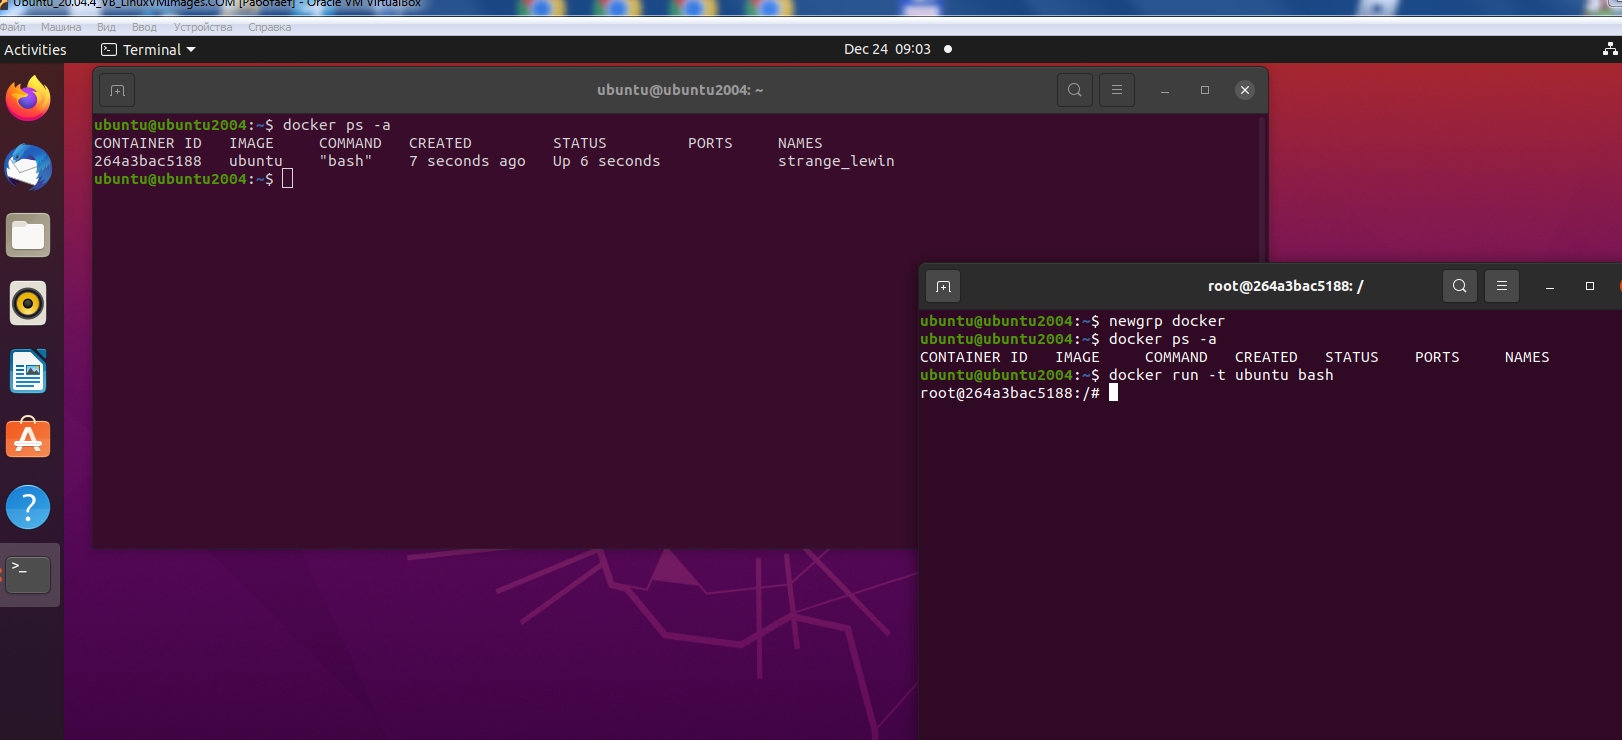 Ubuntu_20.04.4_VB_LinuxVMImages.COM [Работает] - Oracle VM VirtualBox
Файл Машина Вид Ввод Устройства Справка
Activities Terminal Dec 24 09:03
ubuntu@ubuntu2004: ~
ubuntu@ubuntu2004:~$ docker ps -a
CONTAINER ID IMAGE COMMAND CREATED STATUS PORTS NAMES
264a3bac5188 ubuntu "bash" 7 seconds ago Up 6 seconds strange_lewin
ubuntu@ubuntu2004:~$
root@264a3bac5188: /
ubuntu@ubuntu2004:~$ newgrp docker
ubuntu@ubuntu2004:~$ docker ps -a
CONTAINER ID IMAGE COMMAND CREATED STATUS PORTS NAMES
ubuntu@ubuntu2004:~$ docker run -t ubuntu bash
root@264a3bac5188:/#